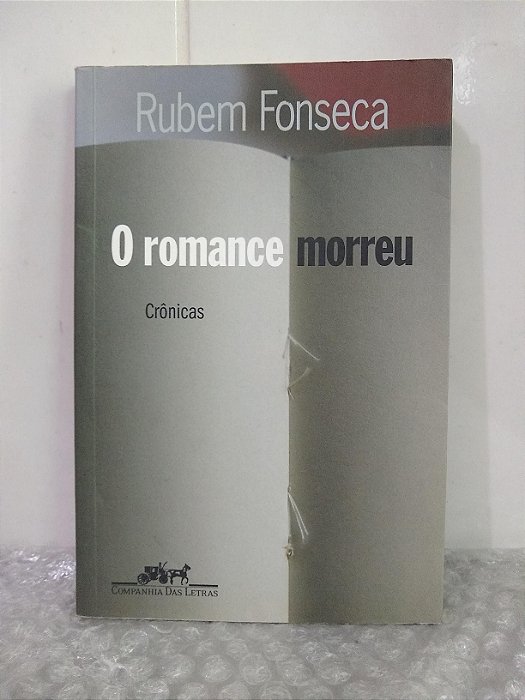 Rubem Fonseca
O romance morreu
Crônicas
COMPANHIA DAS LETRAS